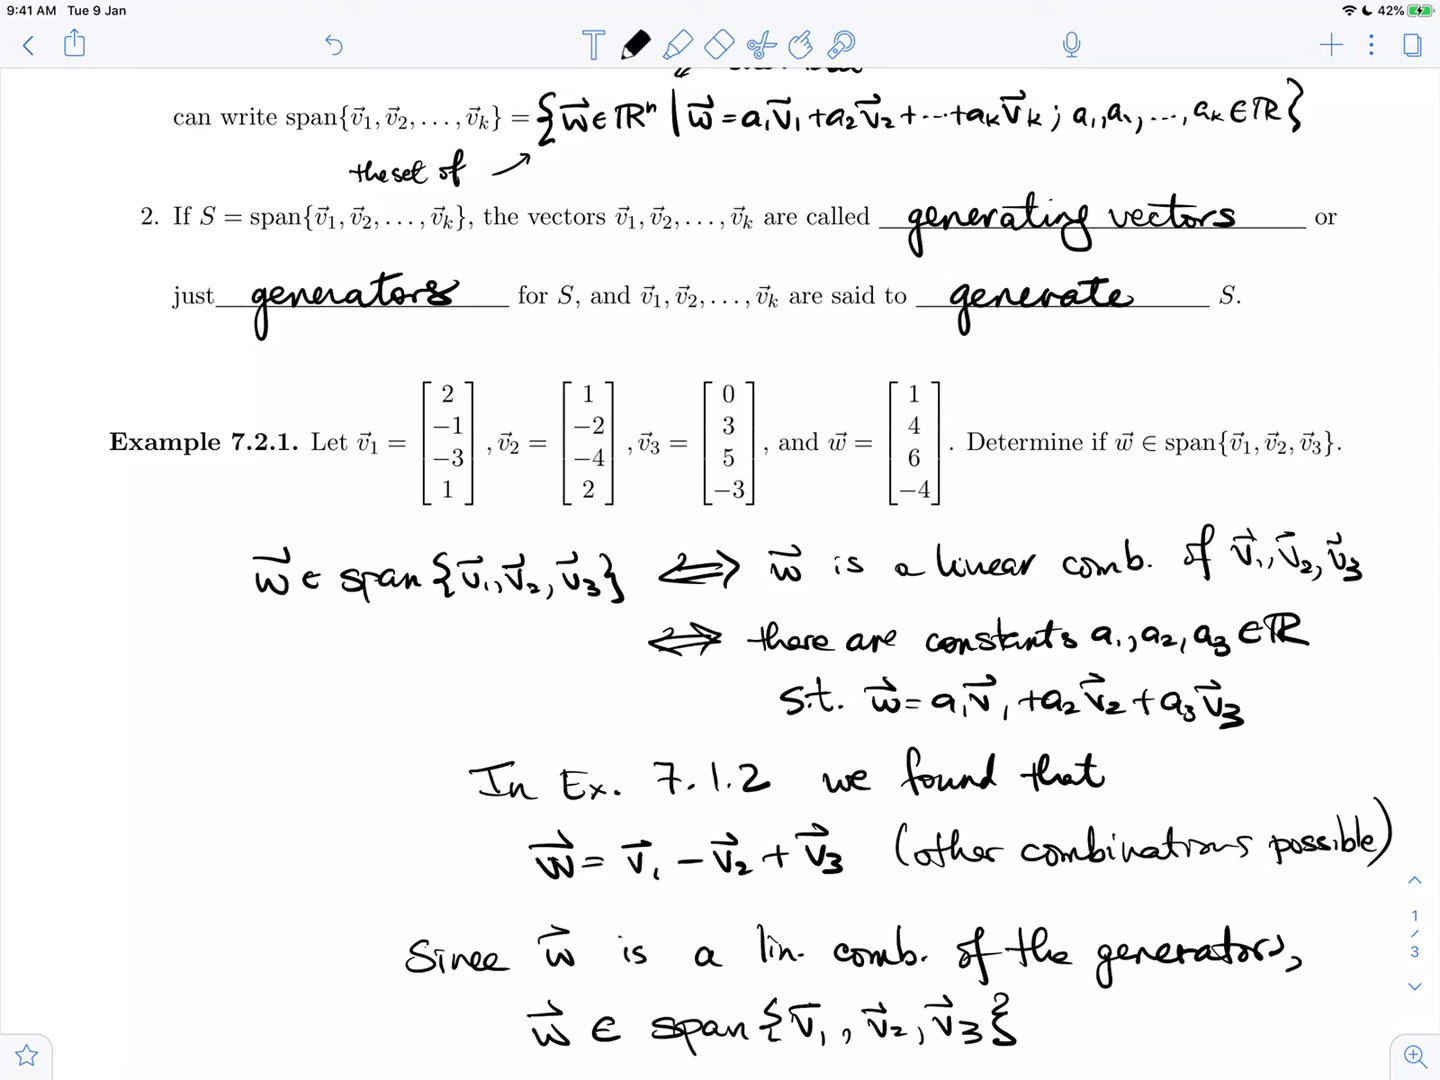 9:41 AM Tue 9 Jan 42%
can write span{v⃗₁, v⃗₂, . . . , v⃗ₖ} = {w⃗ ∈ ℝⁿ | w⃗ = a₁v⃗₁ + a₂v⃗₂ + ··· + aₖv⃗ₖ ; a₁, a₁, ..., aₖ ∈ ℝ}
the set of →
2. If S = span{v⃗₁, v⃗₂, . . . , v⃗ₖ}, the vectors v⃗₁, v⃗₂, . . . , v⃗ₖ are called generating vectors or
just generators for S, and v⃗₁, v⃗₂, . . . , v⃗ₖ are said to generate S.
Example 7.2.1. Let v⃗₁ = [2 −1 −3 1], v⃗₂ = [1 −2 −4 2], v⃗₃ = [0 3 5 −3], and w⃗ = [1 4 6 −4]. Determine if w⃗ ∈ span{v⃗₁, v⃗₂, v⃗₃}.
w⃗ ∈ span{v⃗₁, v⃗₂, v⃗₃} ⟺ w⃗ is a linear comb. of v⃗₁, v⃗₂, v⃗₃
⟺ there are constants a₁, a₂, a₃ ∈ ℝ
s.t. w⃗ = a₁v⃗₁ + a₂v⃗₂ + a₃v⃗₃
In Ex. 7.1.2 we found that
w⃗ = v⃗₁ − v⃗₂ + v⃗₃ (other combinations possible)
Since w⃗ is a lin. comb. of the generators,
w⃗ ∈ span{v⃗₁, v⃗₂, v⃗₃}
1
/
3